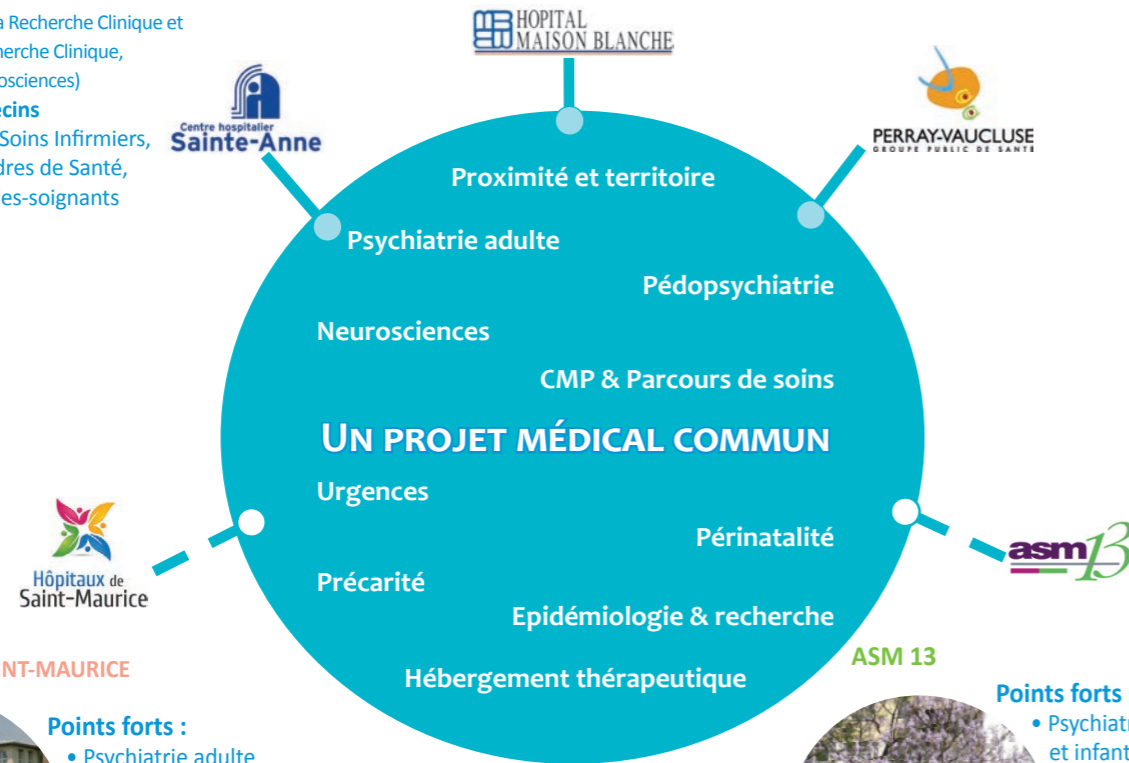 a Recherche Clinique et
herche Clinique,
osciences)
ecins
Soins Infirmiers,
dres de Santé,
es-soignants
HOPITAL
MAISON BLANCHE
Centre hospitalier
Sainte-Anne
PERRAY-VAUCLUSE
GROUPE PUBLIC DE SANTÉ
Proximité et territoire
Psychiatrie adulte
Pédopsychiatrie
Neurosciences
CMP & Parcours de soins
UN PROJET MÉDICAL COMMUN
Urgences
Périnatalité
Précarité
Epidémiologie & recherche
Hébergement thérapeutique
Hôpitaux de
Saint-Maurice
asm13
INT-MAURICE
Points forts :
• Psychiatrie adulte
ASM 13
Points forts
• Psychiatr
et infant